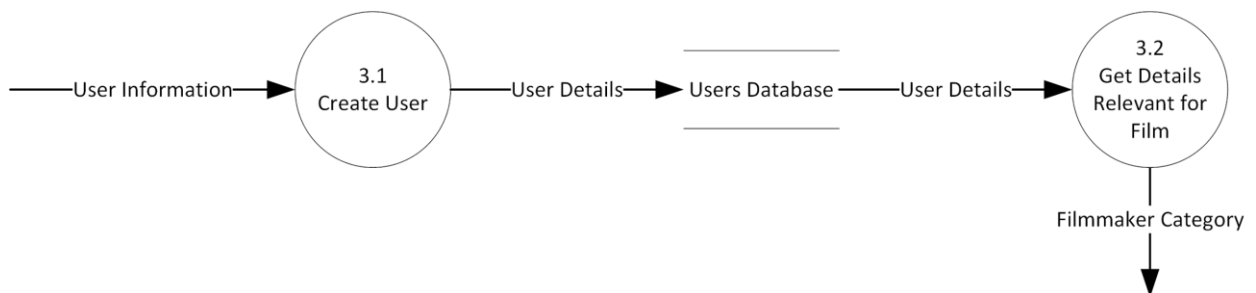 User Information
3.1
Create User
User Details
Users Database
User Details
3.2
Get Details
Relevant for
Film
Filmmaker Category